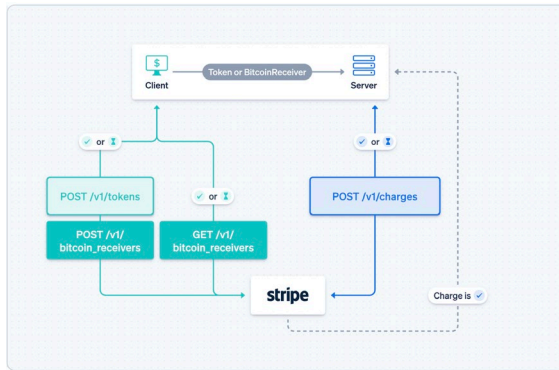 $
Client
Token or BitcoinReceiver
Server
or
or
or
POST /v1/tokens
POST /v1/charges
POST /v1/
bitcoin_receivers
GET /v1/
bitcoin_receivers
stripe
Charge is